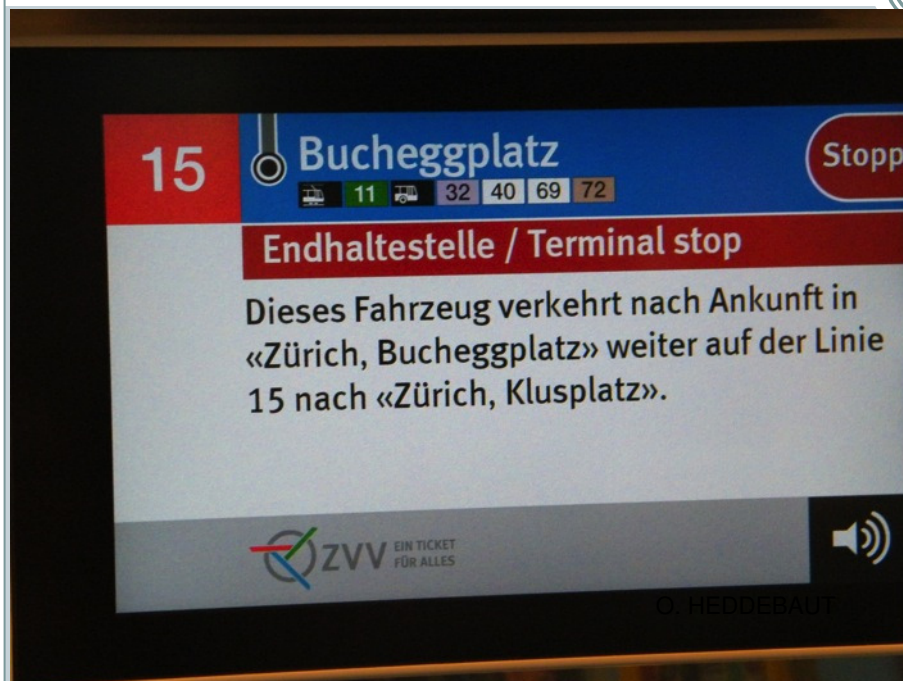 15
Bucheggplatz
Stopp
11 32 40 69 72
Endhaltestelle / Terminal stop
Dieses Fahrzeug verkehrt nach Ankunft in
«Zürich, Bucheggplatz» weiter auf der Linie
15 nach «Zürich, Klusplatz».
ZVV EIN TICKET
FÜR ALLES
O. HEDDEBAUT